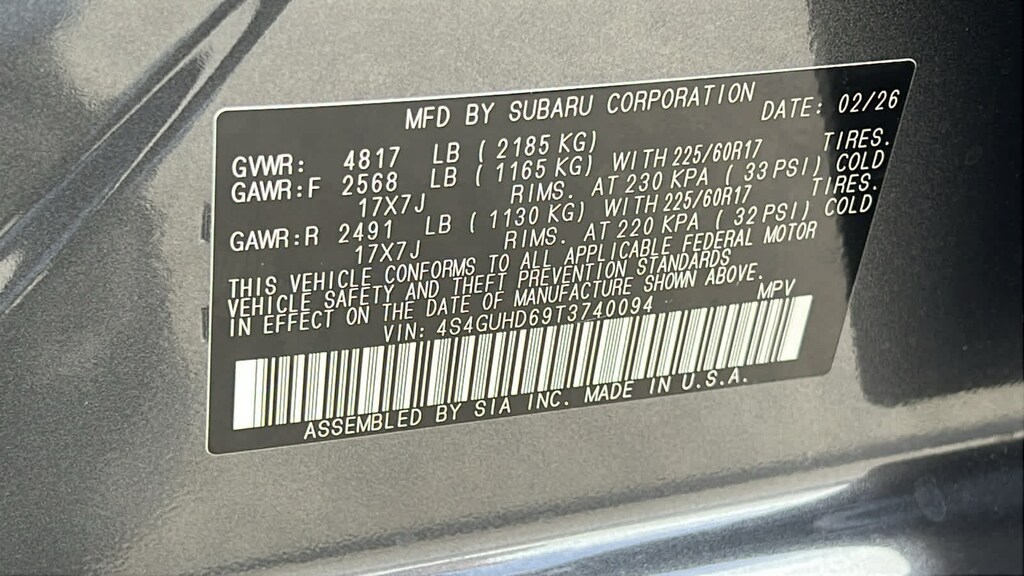 MFD BY SUBARU CORPORATION DATE: 02/26
GVWR: 4817 LB ( 2185 KG)
GAWR:F 2568 LB ( 1165 KG) WITH 225/60R17 TIRES.
17X7J RIMS. AT 230 KPA ( 33 PSI) COLD
GAWR:R 2491 LB ( 1130 KG) WITH 225/60R17 TIRES.
17X7J RIMS. AT 220 KPA ( 32 PSI) COLD
THIS VEHICLE CONFORMS TO ALL APPLICABLE FEDERAL MOTOR
VEHICLE SAFETY AND THEFT PREVENTION STANDARDS
IN EFFECT ON THE DATE OF MANUFACTURE SHOWN ABOVE.
VIN: 4S4GUHD69T3740094 MPV
ASSEMBLED BY SIA INC. MADE IN U.S.A.